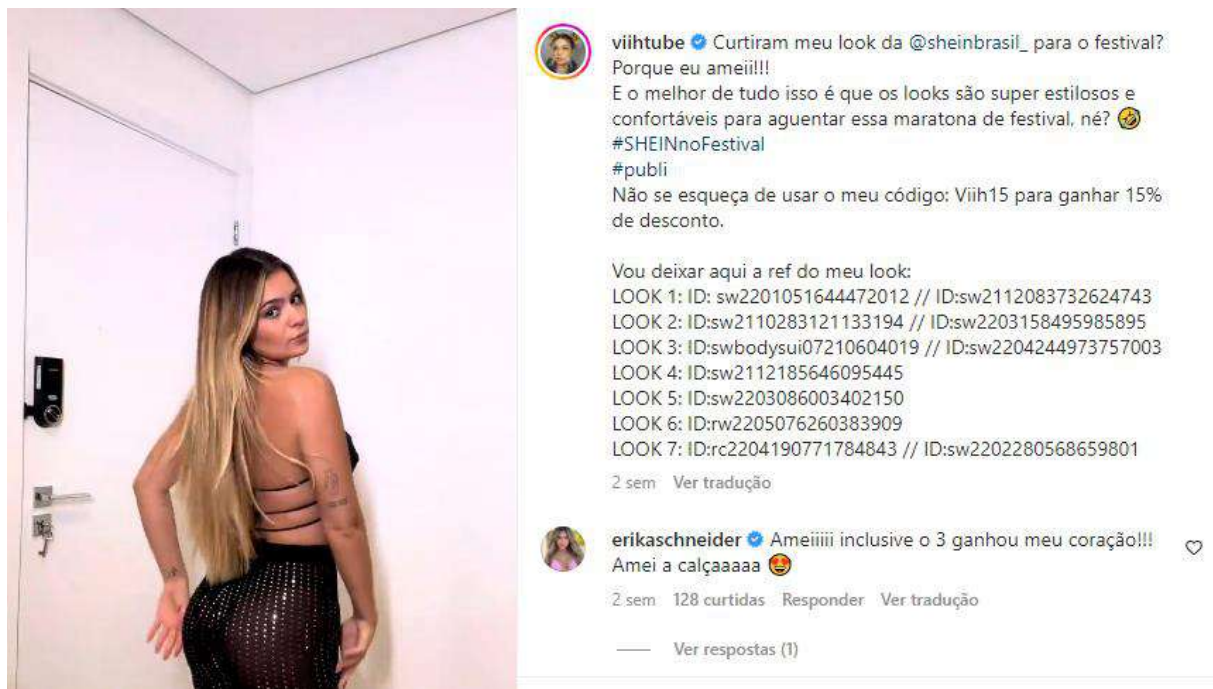 viihtube Curtiram meu look da @sheinbrasil_ para o festival?
Porque eu ameii!!!
E o melhor de tudo isso é que os looks são super estilosos e
confortáveis para aguentar essa maratona de festival, né? 🤣
#SHEINnoFestival
#publi
Não se esqueça de usar o meu código: Viih15 para ganhar 15%
de desconto.
Vou deixar aqui a ref do meu look:
LOOK 1: ID: sw2201051644472012 // ID:sw2112083732624743
LOOK 2: ID:sw2110283121133194 // ID:sw2203158495985895
LOOK 3: ID:swbodysui07210604019 // ID:sw2204244973757003
LOOK 4: ID:sw2112185646095445
LOOK 5: ID:sw2203086003402150
LOOK 6: ID:rw2205076260383909
LOOK 7: ID:rc2204190771784843 // ID:sw2202280568659801
2 sem Ver tradução
erikaschneider Ameiiiii inclusive o 3 ganhou meu coração!!!
Amei a calçaaaaa 🤩
2 sem 128 curtidas Responder Ver tradução
Ver respostas (1)